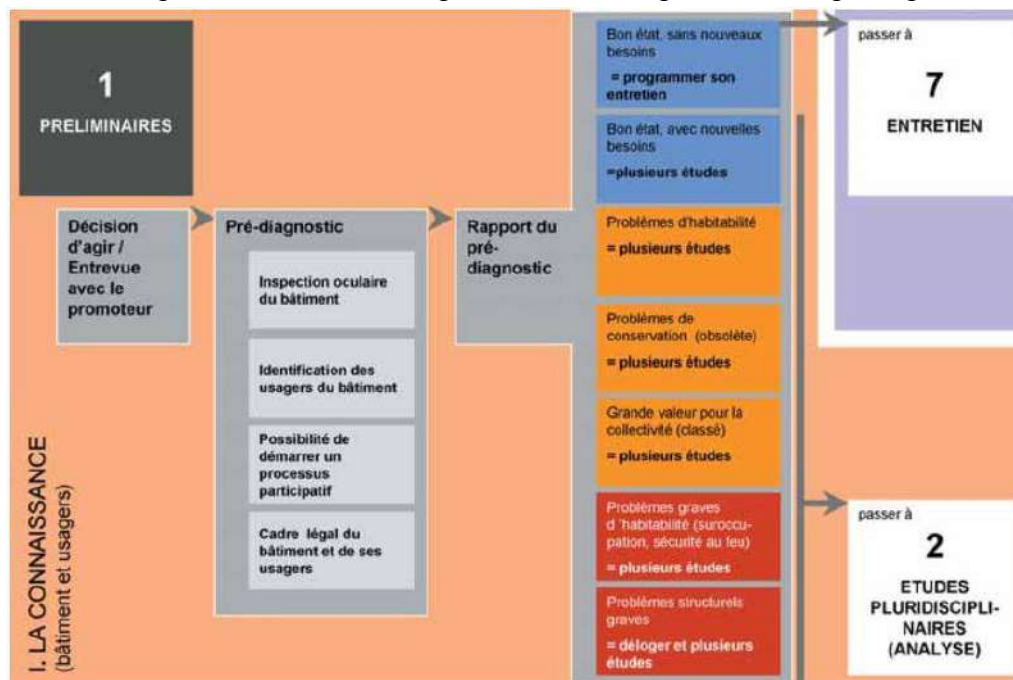 1
PRELIMINAIRES
Décision
d'agir /
Entrevue
avec le
promoteur
Pré-diagnostic
Inspection oculaire
du bâtiment
Identification des
usagers du bâtiment
Possibilité de
démarrer un
processus
participatif
Cadre légal du
bâtiment et de ses
usagers
Rapport du
pré-
diagnostic
Bon état, sans nouveaux
besoins
= programmer son
entretien
Bon état, avec nouvelles
besoins
=plusieurs études
Problèmes d'habitabilité
= plusieurs études
Problèmes de
conservation (obsolète)
= plusieurs études
Grande valeur pour la
collectivité (classé)
= plusieurs études
Problèmes graves
d 'habitabilité (suroccu-
pation, sécurité au feu)
= plusieurs études
Problèmes structurels
graves
= déloger et plusieurs
études
passer à
7
ENTRETIEN
passer à
2
ETUDES
PLURIDISCIPLI-
NAIRES
(ANALYSE)
I. LA CONNAISSANCE
(bâtiment et usagers)